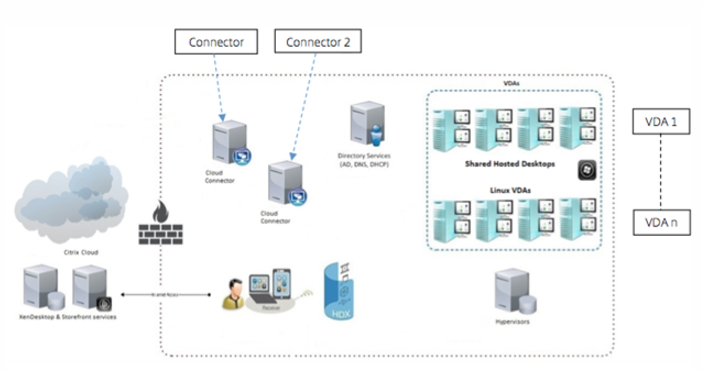 Connector
Connector 2
VDAs
VDA 1
Directory Services
(AD, DNS, DHCP)
Cloud
Connector
Shared Hosted Desktops
Cloud
Connector
Linux VDAs
VDA n
Citrix Cloud
XenDesktop & Storefront services
Receiver
HDX
Hypervisors